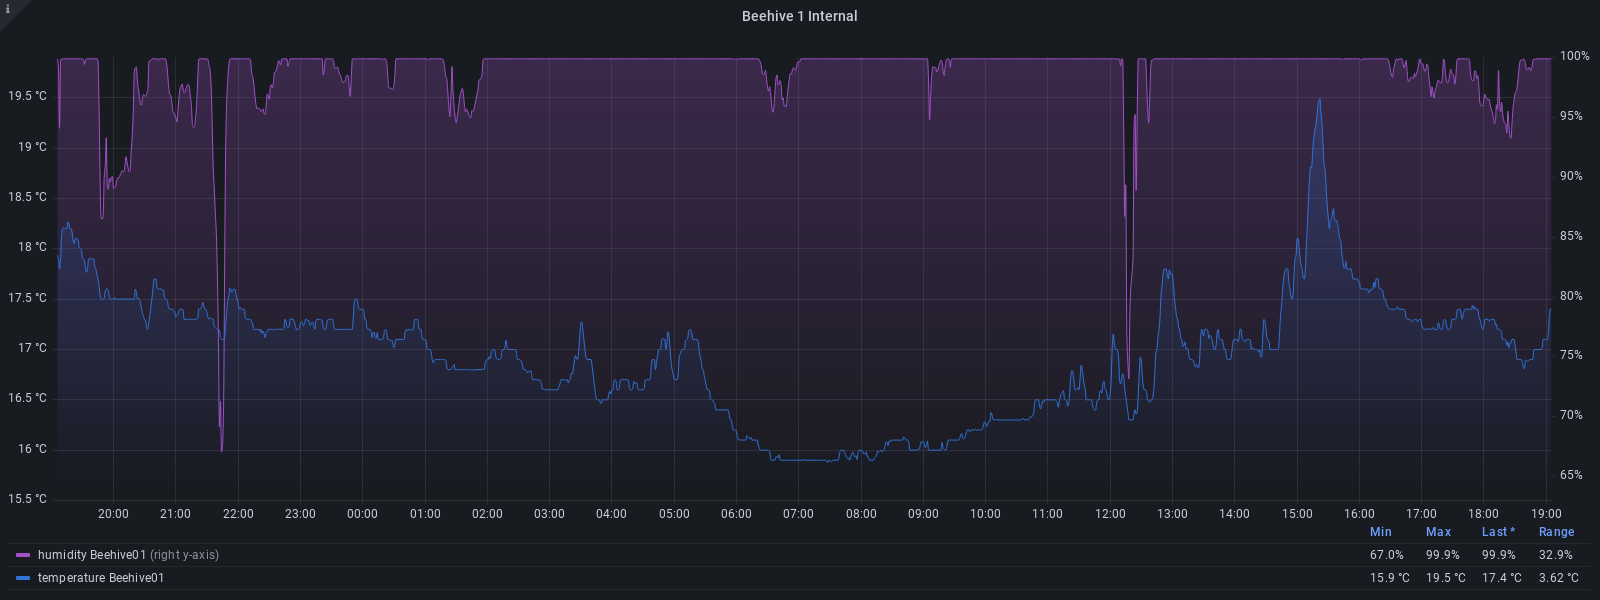 i
Beehive 1 Internal
19.5 °C
19 °C
18.5 °C
18 °C
17.5 °C
17 °C
16.5 °C
16 °C
15.5 °C
100%
95%
90%
85%
80%
75%
70%
65%
20:00 21:00 22:00 23:00 00:00 01:00 02:00 03:00 04:00 05:00 06:00 07:00 08:00 09:00 10:00 11:00 12:00 13:00 14:00 15:00 16:00 17:00 18:00 19:00
Min Max Last * Range
humidity Beehive01 (right y-axis) 67.0% 99.9% 99.9% 32.9%
temperature Beehive01 15.9 °C 19.5 °C 17.4 °C 3.62 °C